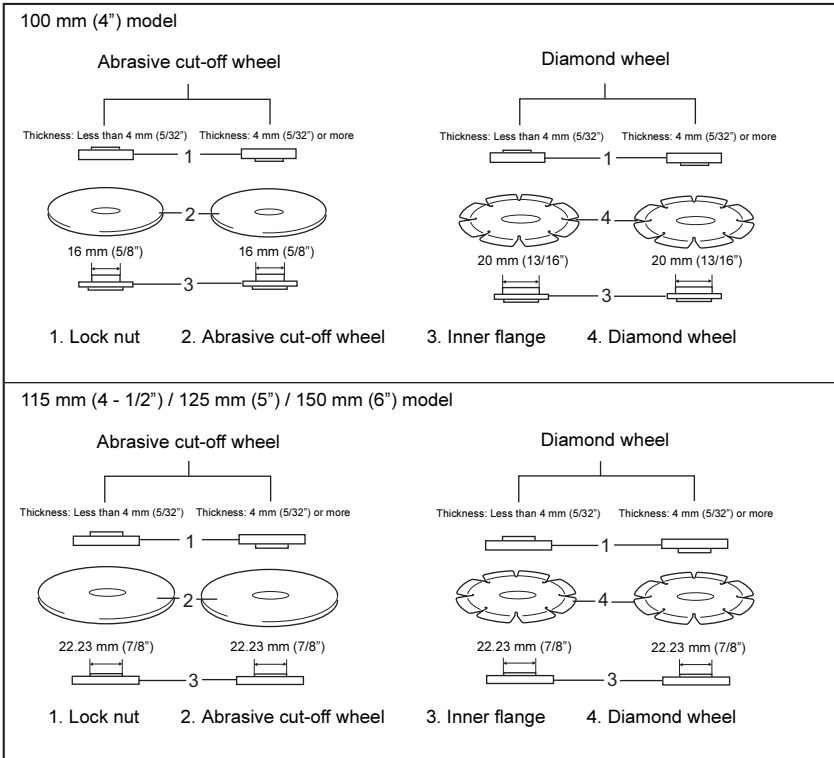 100 mm (4”) model
Abrasive cut-off wheel
Diamond wheel
Thickness: Less than 4 mm (5/32”) Thickness: 4 mm (5/32”) or more
Thickness: Less than 4 mm (5/32”) Thickness: 4 mm (5/32”) or more
1
1
2
4
16 mm (5/8”) 16 mm (5/8”)
20 mm (13/16”) 20 mm (13/16”)
3
3
1. Lock nut 2. Abrasive cut-off wheel 3. Inner flange 4. Diamond wheel
115 mm (4 - 1/2”) / 125 mm (5”) / 150 mm (6”) model
Abrasive cut-off wheel
Diamond wheel
Thickness: Less than 4 mm (5/32”) Thickness: 4 mm (5/32”) or more
Thickness: Less than 4 mm (5/32”) Thickness: 4 mm (5/32”) or more
1
1
2
4
22.23 mm (7/8”) 22.23 mm (7/8”)
22.23 mm (7/8”) 22.23 mm (7/8”)
3
3
1. Lock nut 2. Abrasive cut-off wheel 3. Inner flange 4. Diamond wheel